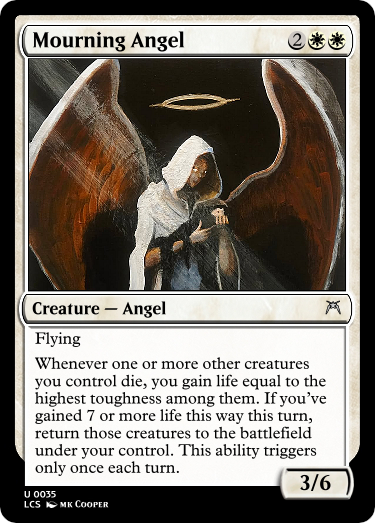 Mourning Angel 2
Creature — Angel
Flying
Whenever one or more other creatures
you control die, you gain life equal to the
highest toughness among them. If you've
gained 7 or more life this way this turn,
return those creatures to the battlefield
under your control. This ability triggers
only once each turn.
3/6
U 0035
LCS MK COOPER